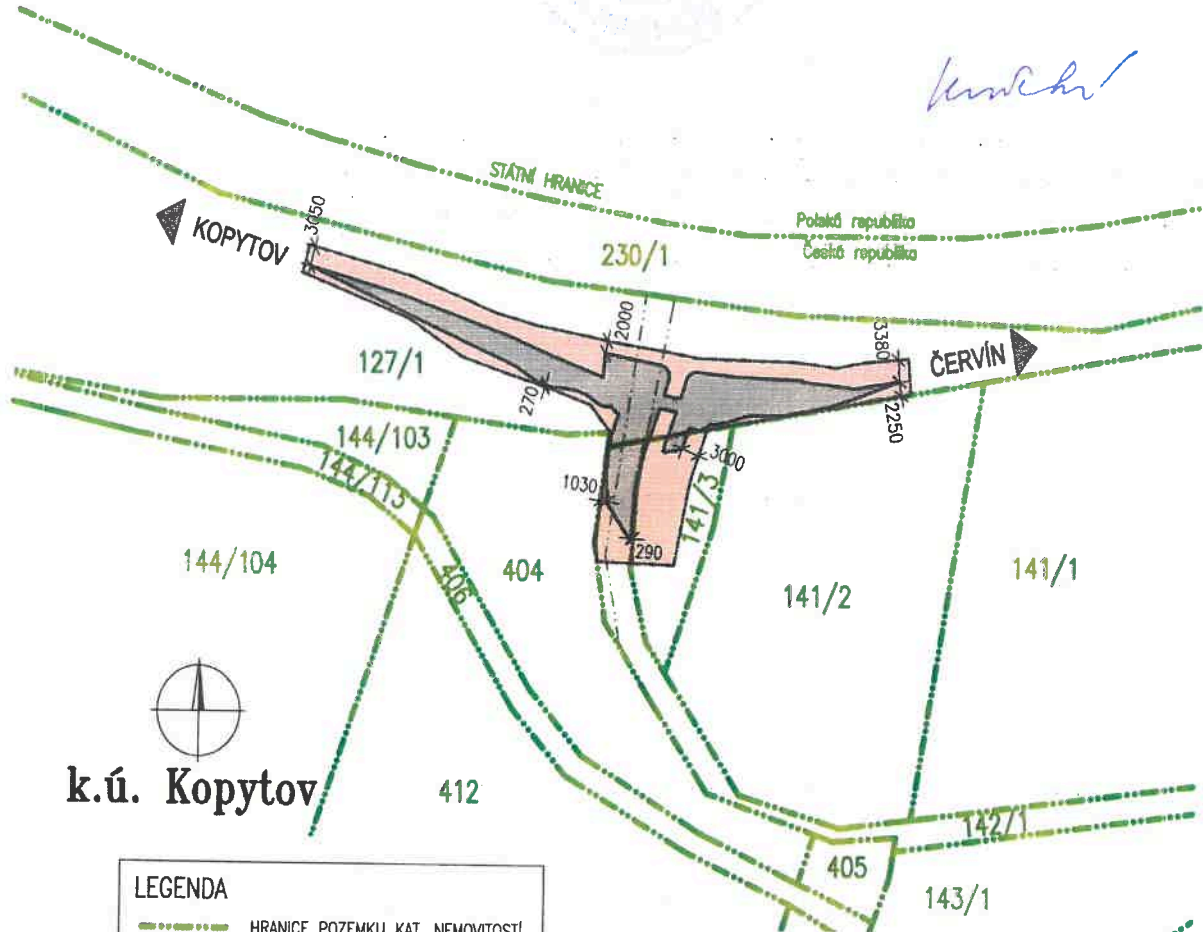 STÁTNÍ HRANICE
Polská republika
Česká republika
KOPYTOV
3050
230/1
2000
3380
ČERVÍN
127/1
270
2250
144/103
144/115
3000
1030
141/3
290
144/104
404
406
141/2
141/1
k.ú. Kopytov
412
142/1
405
143/1
LEGENDA
HRANICE POZEMKU KAT. NEMOVITOSTÍ